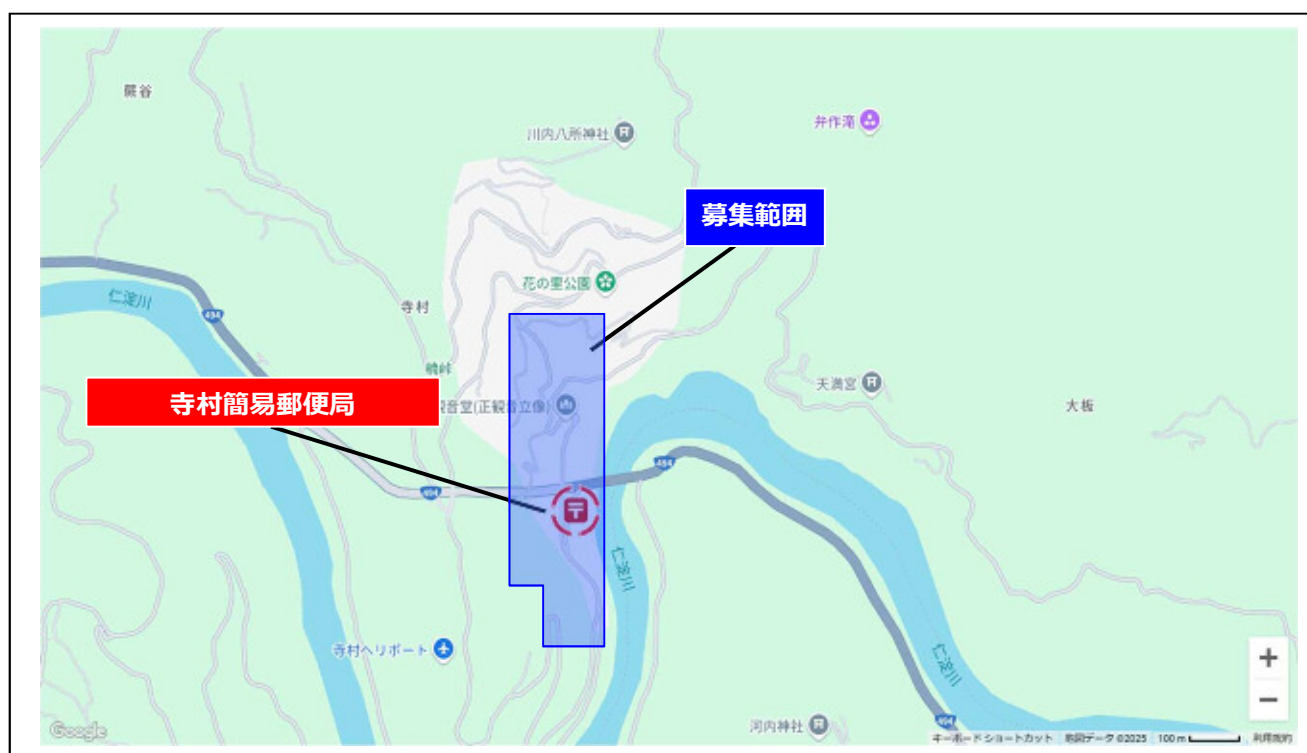 蕨谷
川内八所神社
弁作滝
募集範囲
花の里公園
仁淀川
494
寺村
494
鞘峠
天満宮
寺村簡易郵便局
観音堂(正観音立像)
大板
494
〒
仁淀川
寺村ヘリポート
仁淀川
河内神社
494
Google
キーボード ショートカット 地図データ ©2025 100 m 利用規約